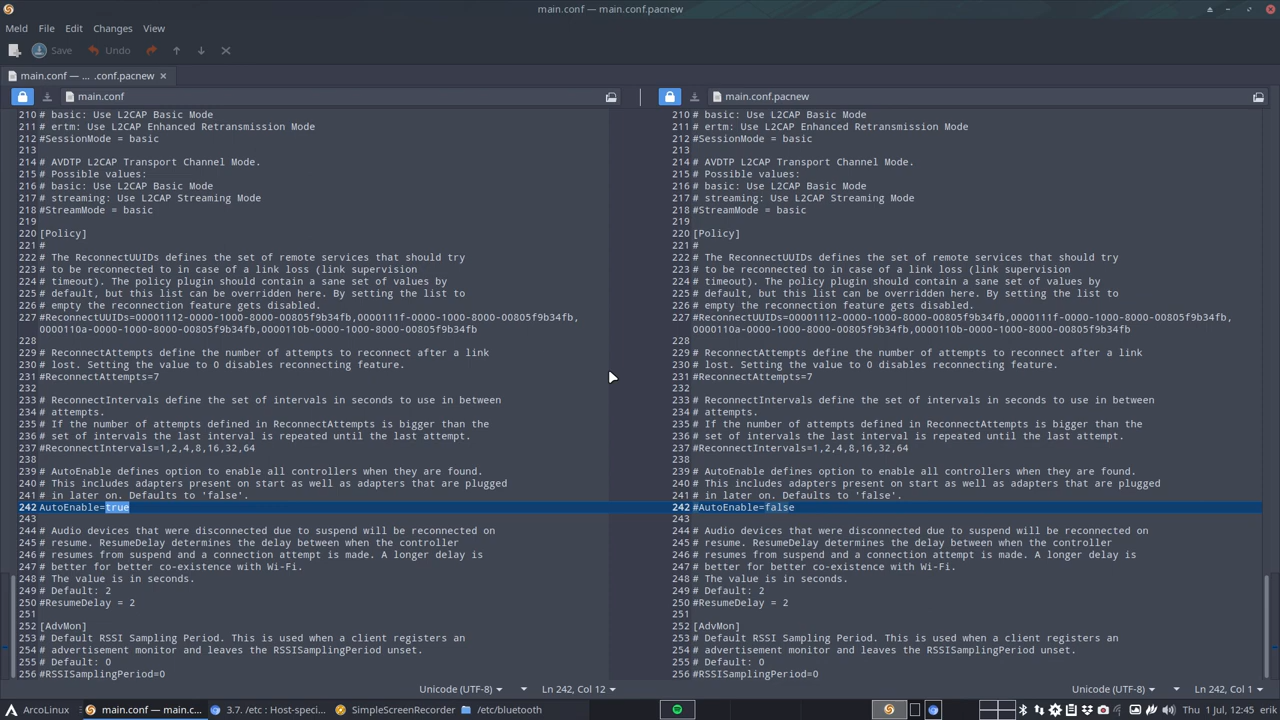 main.conf — main.conf.pacnew
Meld File Edit Changes View
Save Undo
main.conf — ... .conf.pacnew
main.conf
210 # basic: Use L2CAP Basic Mode
211 # ertm: Use L2CAP Enhanced Retransmission Mode
212 #SessionMode = basic
213
214 # AVDTP L2CAP Transport Channel Mode.
215 # Possible values:
216 # basic: Use L2CAP Basic Mode
217 # streaming: Use L2CAP Streaming Mode
218 #StreamMode = basic
219
220 [Policy]
221 #
222 # The ReconnectUUIDs defines the set of remote services that should try
223 # to be reconnected to in case of a link loss (link supervision
224 # timeout). The policy plugin should contain a sane set of values by
225 # default, but this list can be overridden here. By setting the list to
226 # empty the reconnection feature gets disabled.
227 #ReconnectUUIDs=00001112-0000-1000-8000-00805f9b34fb,0000111f-0000-1000-8000-00805f9b34fb,
0000110a-0000-1000-8000-00805f9b34fb,0000110b-0000-1000-8000-00805f9b34fb
228
229 # ReconnectAttempts define the number of attempts to reconnect after a link
230 # lost. Setting the value to 0 disables reconnecting feature.
231 #ReconnectAttempts=7
232
233 # ReconnectIntervals define the set of intervals in seconds to use in between
234 # attempts.
235 # If the number of attempts defined in ReconnectAttempts is bigger than the
236 # set of intervals the last interval is repeated until the last attempt.
237 #ReconnectIntervals=1,2,4,8,16,32,64
238
239 # AutoEnable defines option to enable all controllers when they are found.
240 # This includes adapters present on start as well as adapters that are plugged
241 # in later on. Defaults to 'false'.
242 AutoEnable=true
243
244 # Audio devices that were disconnected due to suspend will be reconnected on
245 # resume. ResumeDelay determines the delay between when the controller
246 # resumes from suspend and a connection attempt is made. A longer delay is
247 # better for better co-existence with Wi-Fi.
248 # The value is in seconds.
249 # Default: 2
250 #ResumeDelay = 2
251
252 [AdvMon]
253 # Default RSSI Sampling Period. This is used when a client registers an
254 # advertisement monitor and leaves the RSSISamplingPeriod unset.
255 # Default: 0
256 #RSSISamplingPeriod=0
Unicode (UTF-8) Ln 242, Col 12
main.conf.pacnew
210 # basic: Use L2CAP Basic Mode
211 # ertm: Use L2CAP Enhanced Retransmission Mode
212 #SessionMode = basic
213
214 # AVDTP L2CAP Transport Channel Mode.
215 # Possible values:
216 # basic: Use L2CAP Basic Mode
217 # streaming: Use L2CAP Streaming Mode
218 #StreamMode = basic
219
220 [Policy]
221 #
222 # The ReconnectUUIDs defines the set of remote services that should try
223 # to be reconnected to in case of a link loss (link supervision
224 # timeout). The policy plugin should contain a sane set of values by
225 # default, but this list can be overridden here. By setting the list to
226 # empty the reconnection feature gets disabled.
227 #ReconnectUUIDs=00001112-0000-1000-8000-00805f9b34fb,0000111f-0000-1000-8000-00805f9b34fb,
0000110a-0000-1000-8000-00805f9b34fb,0000110b-0000-1000-8000-00805f9b34fb
228
229 # ReconnectAttempts define the number of attempts to reconnect after a link
230 # lost. Setting the value to 0 disables reconnecting feature.
231 #ReconnectAttempts=7
232
233 # ReconnectIntervals define the set of intervals in seconds to use in between
234 # attempts.
235 # If the number of attempts defined in ReconnectAttempts is bigger than the
236 # set of intervals the last interval is repeated until the last attempt.
237 #ReconnectIntervals=1,2,4,8,16,32,64
238
239 # AutoEnable defines option to enable all controllers when they are found.
240 # This includes adapters present on start as well as adapters that are plugged
241 # in later on. Defaults to 'false'.
242 #AutoEnable=false
243
244 # Audio devices that were disconnected due to suspend will be reconnected on
245 # resume. ResumeDelay determines the delay between when the controller
246 # resumes from suspend and a connection attempt is made. A longer delay is
247 # better for better co-existence with Wi-Fi.
248 # The value is in seconds.
249 # Default: 2
250 #ResumeDelay = 2
251
252 [AdvMon]
253 # Default RSSI Sampling Period. This is used when a client registers an
254 # advertisement monitor and leaves the RSSISamplingPeriod unset.
255 # Default: 0
256 #RSSISamplingPeriod=0
Unicode (UTF-8) Ln 242, Col 1
ArcoLinux main.conf — main.c... 3.7. /etc : Host-speci... SimpleScreenRecorder /etc/bluetooth Thu 1 Jul, 12:45 erik